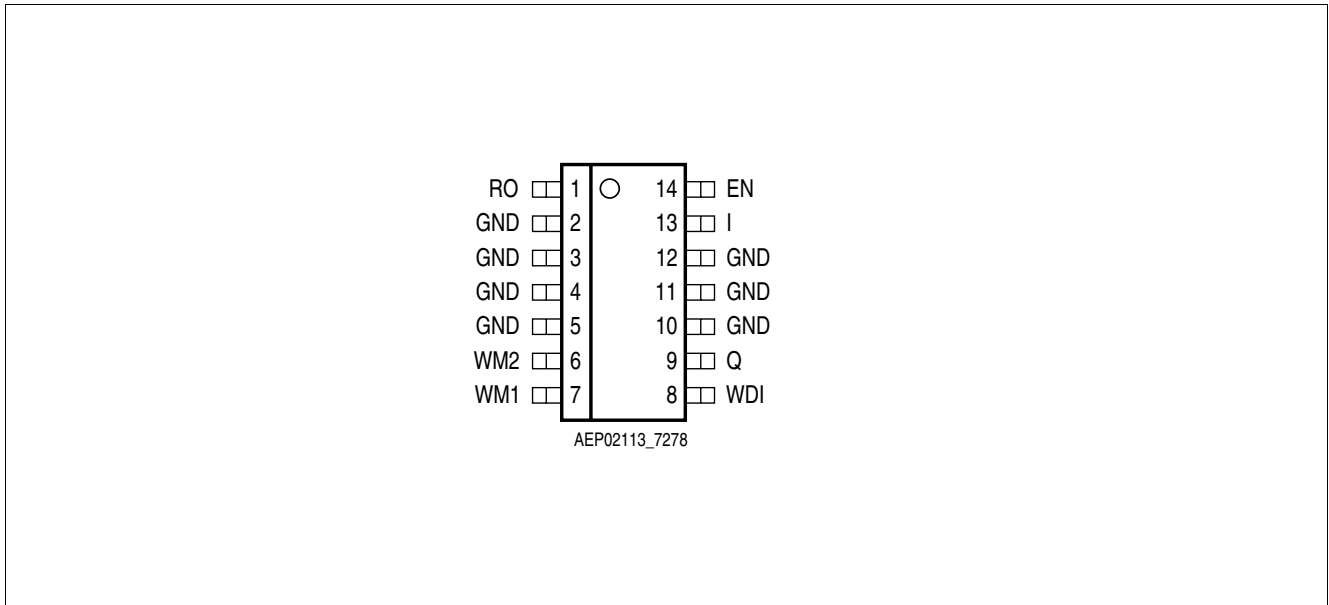 RO 1 14 EN
GND 2 13 I
GND 3 12 GND
GND 4 11 GND
GND 5 10 GND
WM2 6 9 Q
WM1 7 8 WDI
AEP02113_7278